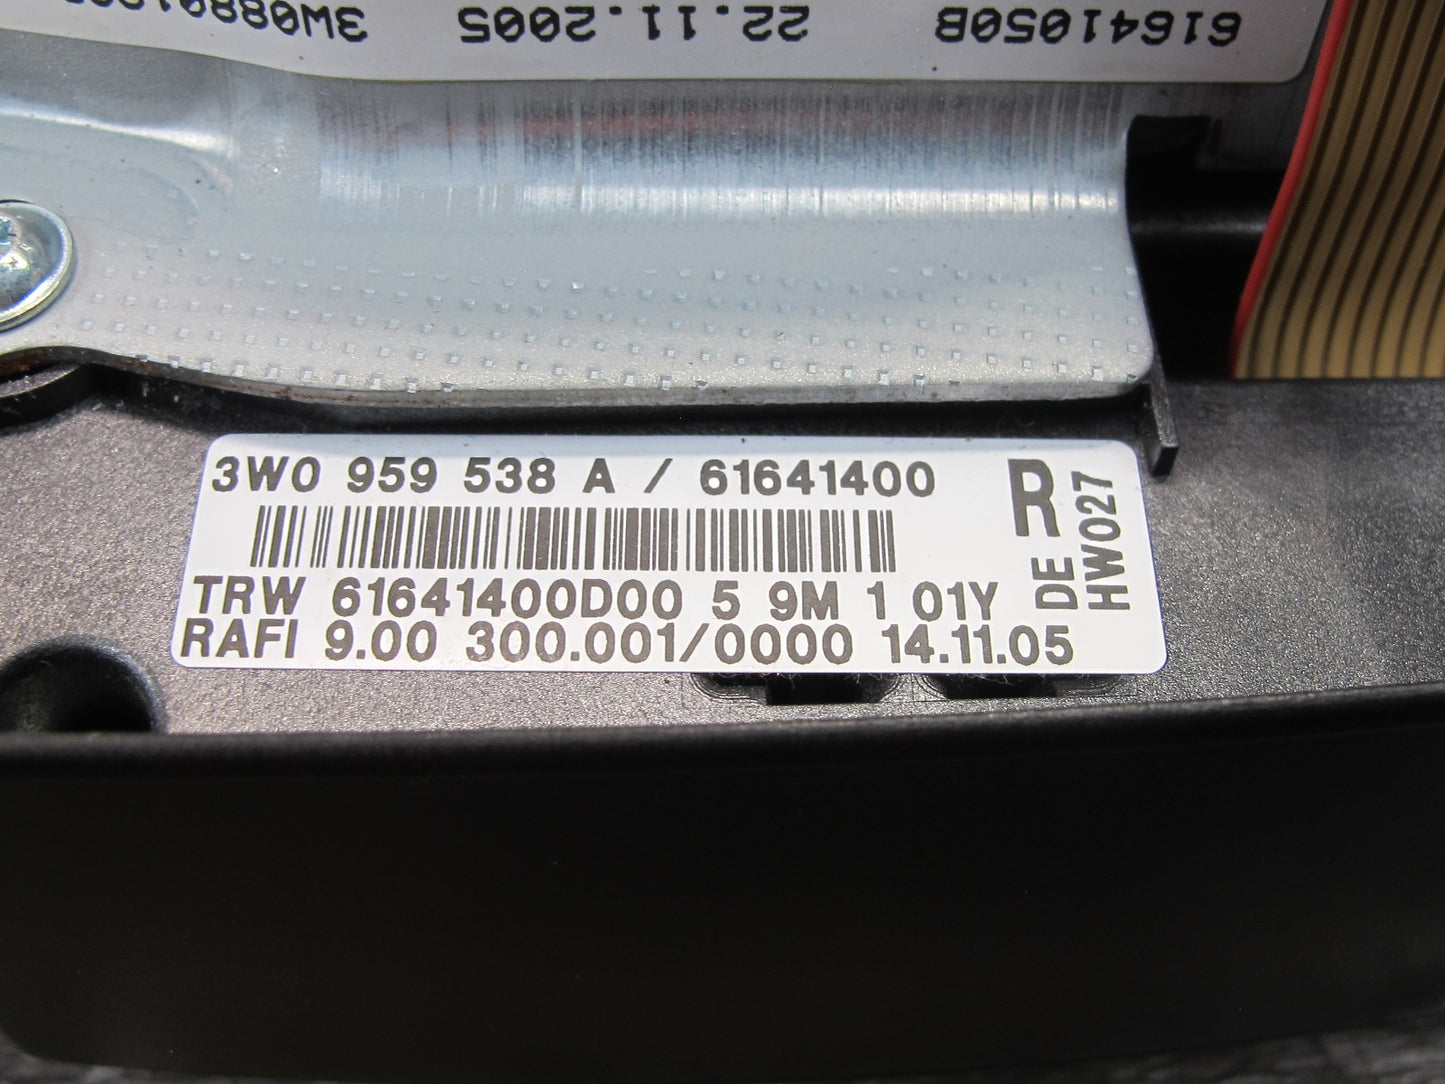 61641050B 22.11.2005
3W0 959 538 A / 61641400
R
DE
HW027
TRW 61641400D00 5 9M 1 01Y
RAFI 9.00 300.001/0000 14.11.05